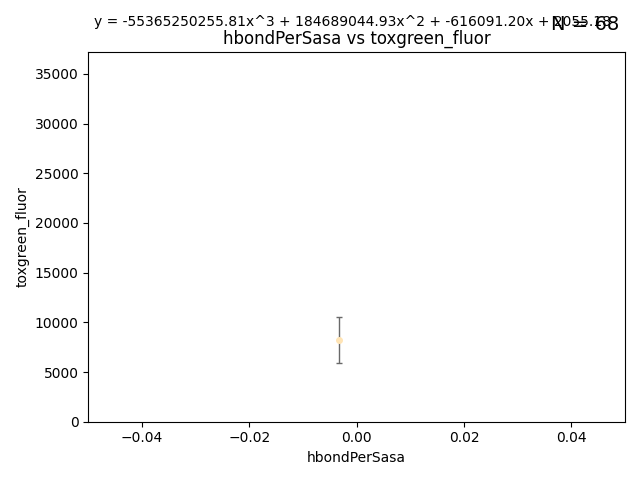 y = -55365250255.81x^3 + 184689044.93x^2 + -616091.20x + 2055.18
N = 68
hbondPerSasa vs toxgreen_fluor
35000
30000
25000
20000
15000
10000
5000
0
toxgreen_fluor
−0.04 −0.02 0.00 0.02 0.04
hbondPerSasa